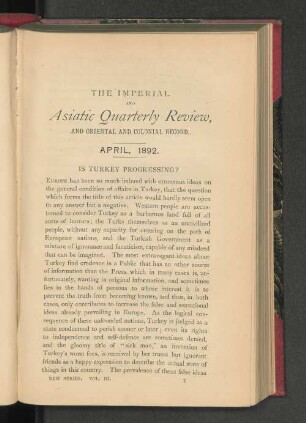 THE IMPERIAL
AND
Asiatic Quarterly Review,
AND ORIENTAL AND COLONIAL RECORD.
APRIL, 1892.
IS TURKEY PROGRESSING?
EUROPE has been so much imbued with erroneous ideas on
the general condition of affairs in Turkey, that the question
which forms the title of this article would hardly seem open
to any answer but a negative. Western people are accus-
tomed to consider Turkey as a barbarous land full of all
sorts of horrors; the Turks themselves as an uncivilised
people, without any capacity for entering on the path of
European nations, and the Turkish Government as a
mixture of ignorance and fanaticism, capable of any misdeed
that can be imagined. The most extravagant ideas about
Turkey find credence in a Public that has no other source
of information than the Press, which in many cases is, un-
fortunately, wanting in original information, and sometimes
lies in the hands of persons to whose interest it is to
prevent the truth from becoming known, and thus, in both
cases, only contributes to increase the false and sensational
ideas already prevailing in Europe. As the logical conse-
quence of these unfounded notions, Turkey is judged as a
state condemned to perish sooner or later; even its rights
to independence and self-defence are sometimes denied,
and the gloomy title of "sick man," an invention of
Turkey's worst foes, is received by her truest but ignorant
friends as a happy expression to describe the actual state of
things in this country. The prevalence of these false ideas
NEW SERIES. VOL. III.